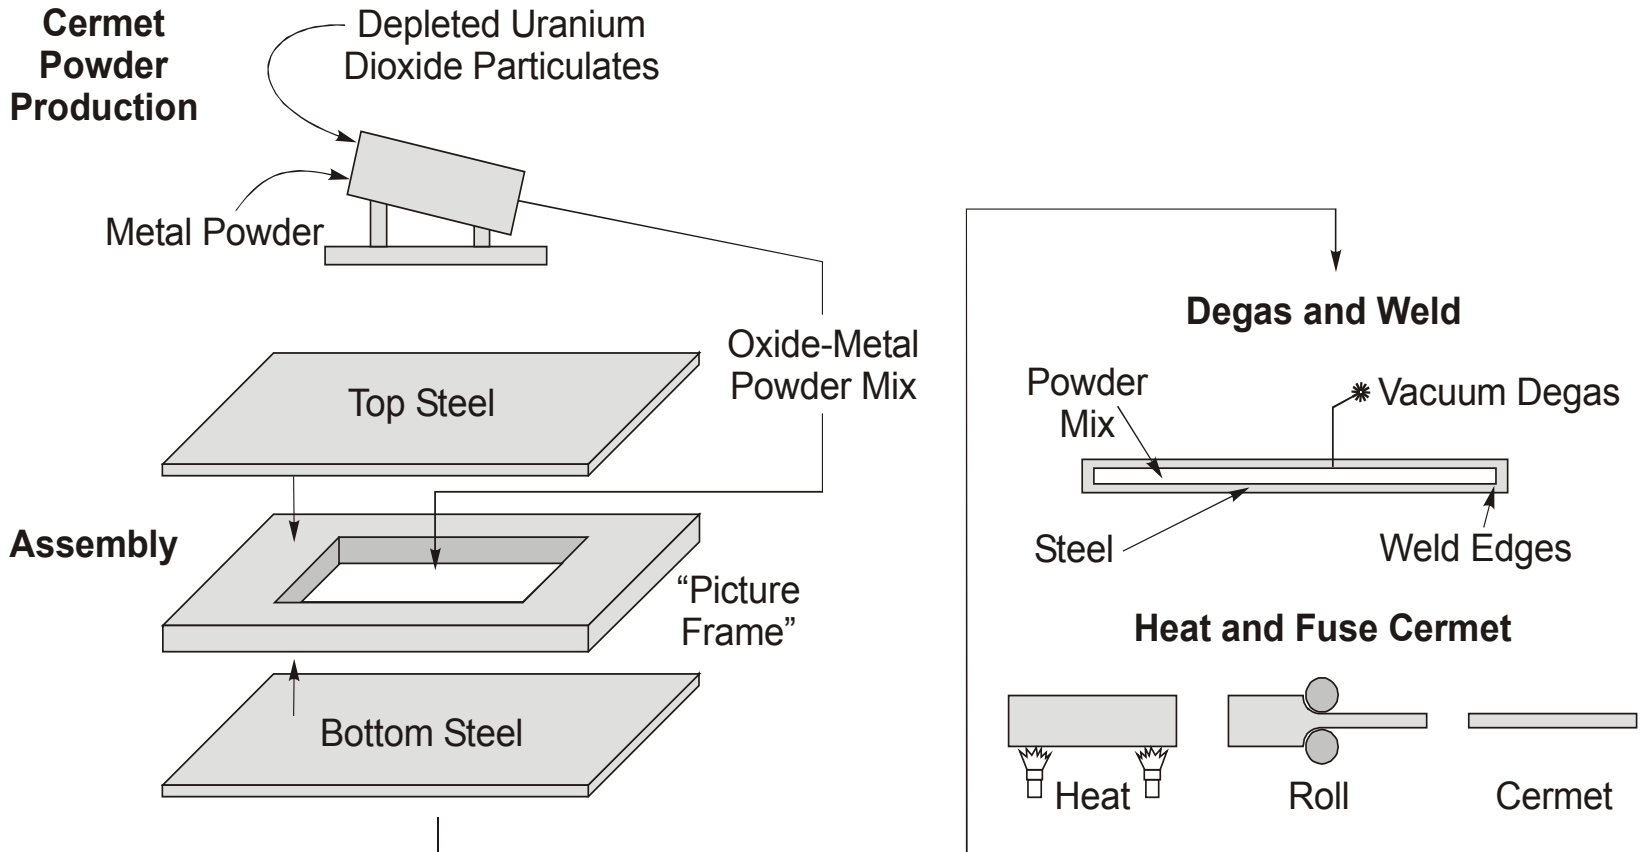 Cermet
Powder
Production
Depleted Uranium
Dioxide Particulates
Metal Powder
Oxide-Metal
Powder Mix
Top Steel
Assembly
“Picture
Frame”
Bottom Steel
Degas and Weld
Powder
Mix
Vacuum Degas
Steel
Weld Edges
Heat and Fuse Cermet
Heat
Roll
Cermet